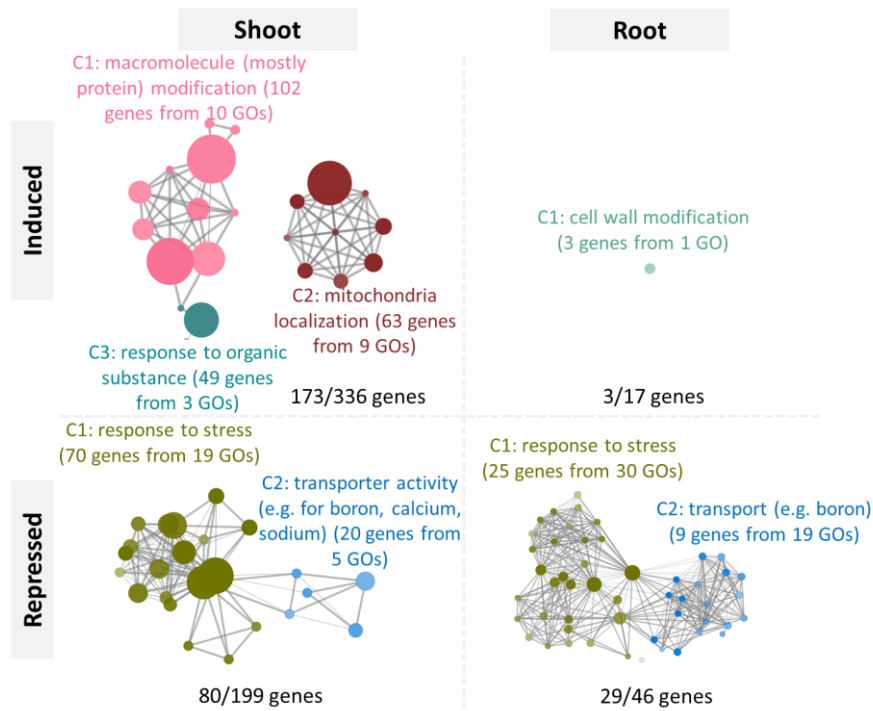 Shoot
Root
Induced
C1: macromolecule (mostly
protein) modification (102
genes from 10 GOs)
C2: mitochondria
localization (63 genes
from 9 GOs)
C3: response to organic
substance (49 genes
from 3 GOs)
173/336 genes
C1: cell wall modification
(3 genes from 1 GO)
3/17 genes
Repressed
C1: response to stress
(70 genes from 19 GOs)
C2: transporter activity
(e.g. for boron, calcium,
sodium) (20 genes from
5 GOs)
80/199 genes
C1: response to stress
(25 genes from 30 GOs)
C2: transport (e.g. boron)
(9 genes from 19 GOs)
29/46 genes